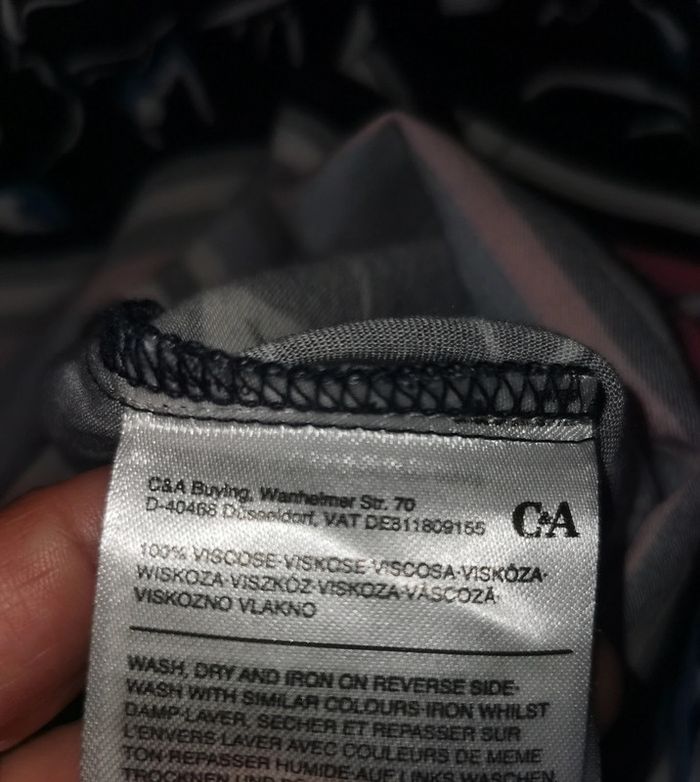 C&A Buying, Wanheimer Str. 70
D-40468 Düsseldorf, VAT DE811809155
C&A
100% VISCOSE·VISKOSE·VISCOSA·VISKÓZA·
WISKOZA·VISZKÓZ·VISKOZA·VÂSCOZĂ
VISKOZNO VLAKNO
WASH, DRY AND IRON ON REVERSE SIDE·
WASH WITH SIMILAR COLOURS·IRON WHILST
DAMP·LAVER, SECHER ET REPASSER SUR
L'ENVERS·LAVER AVEC COULEURS DE MEME
TON·REPASSER HUMIDE·AUF LINKS WASCHEN
TROCKNEN UND